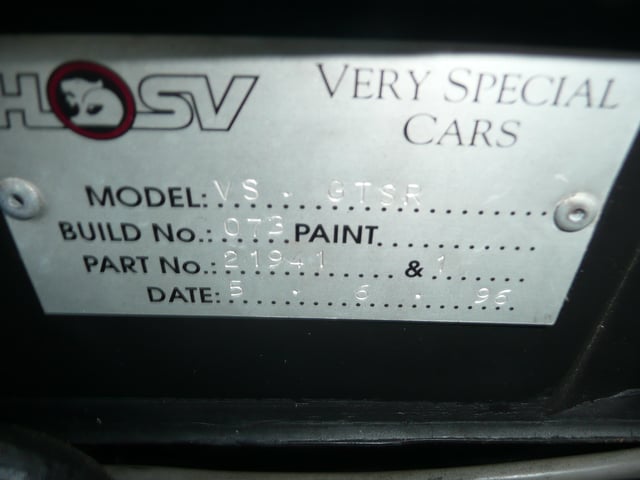 HSV VERY SPECIAL
CARS
MODEL: VS . GTSR
BUILD No.: 073 PAINT
PART No.: 21941 & 1
DATE: 5 . 6 . 96